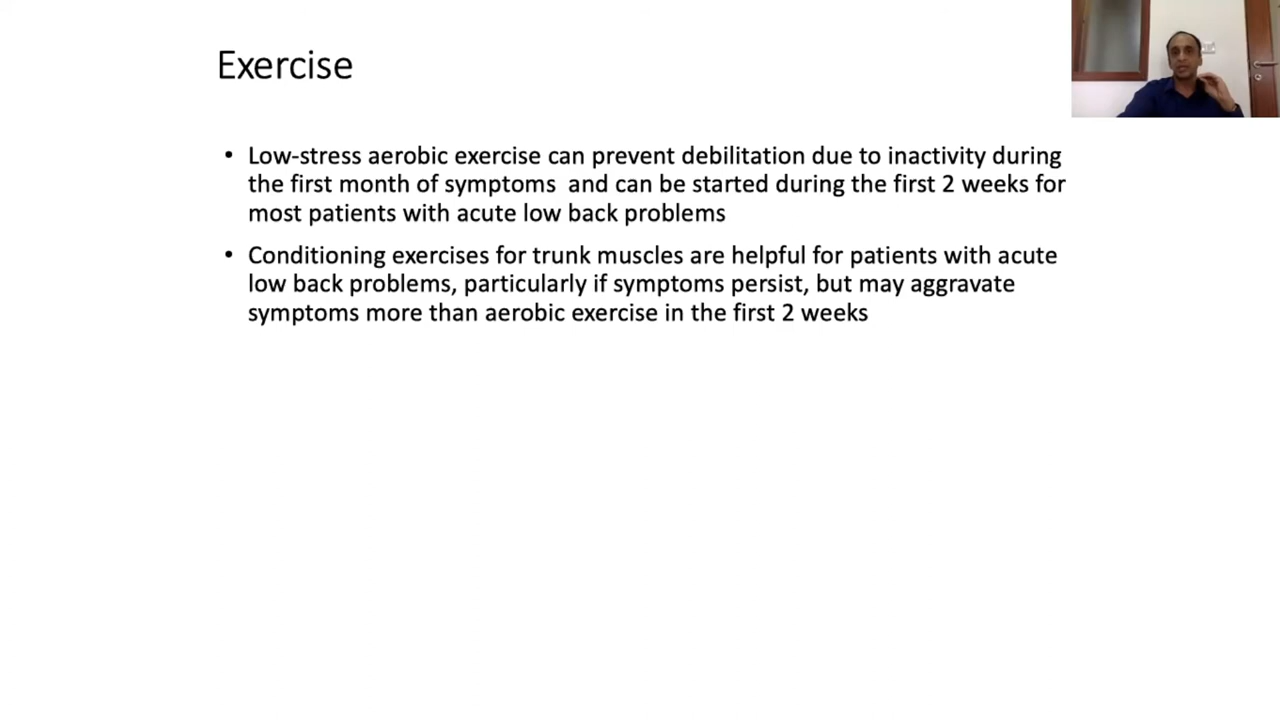 Exercise
• Low-stress aerobic exercise can prevent debilitation due to inactivity during
the first month of symptoms  and can be started during the first 2 weeks for
most patients with acute low back problems
• Conditioning exercises for trunk muscles are helpful for patients with acute
low back problems, particularly if symptoms persist, but may aggravate
symptoms more than aerobic exercise in the first 2 weeks